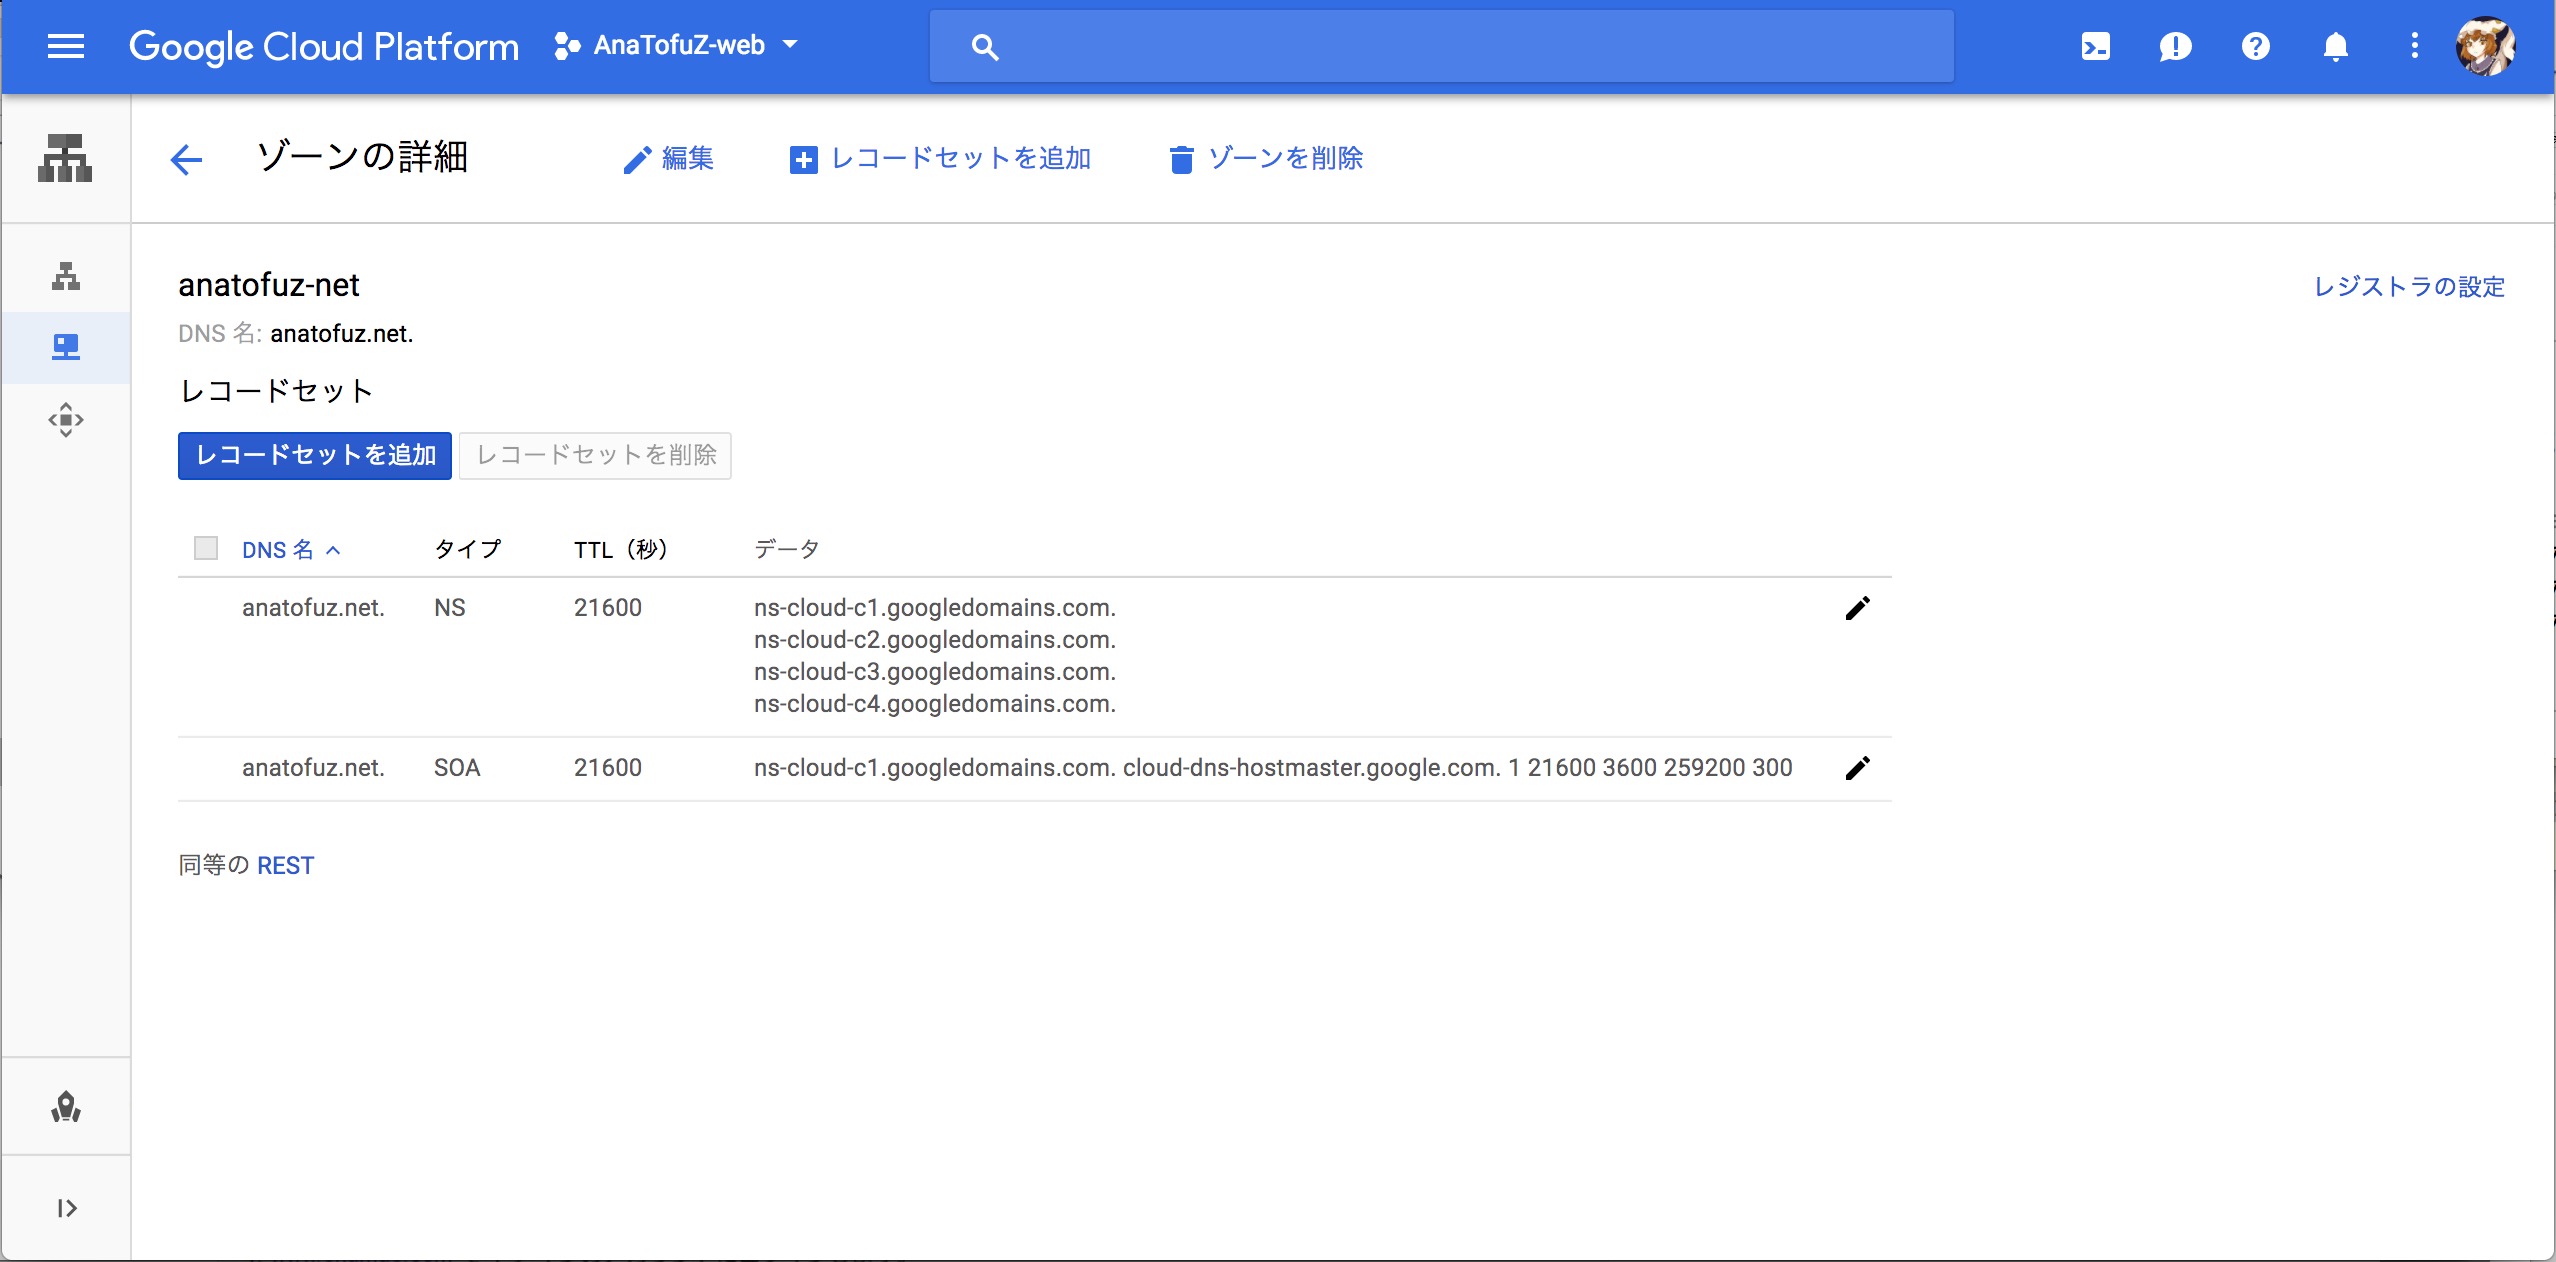 Google Cloud Platform AnaTofuZ-web
ゾーンの詳細 編集 レコードセットを追加 ゾーンを削除
anatofuz-net
レジストラの設定
DNS 名: anatofuz.net.
レコードセット
レコードセットを追加 レコードセットを削除
DNS 名 タイプ TTL（秒） データ
anatofuz.net. NS 21600 ns-cloud-c1.googledomains.com.
ns-cloud-c2.googledomains.com.
ns-cloud-c3.googledomains.com.
ns-cloud-c4.googledomains.com.
anatofuz.net. SOA 21600 ns-cloud-c1.googledomains.com. cloud-dns-hostmaster.google.com. 1 21600 3600 259200 300
同等の REST